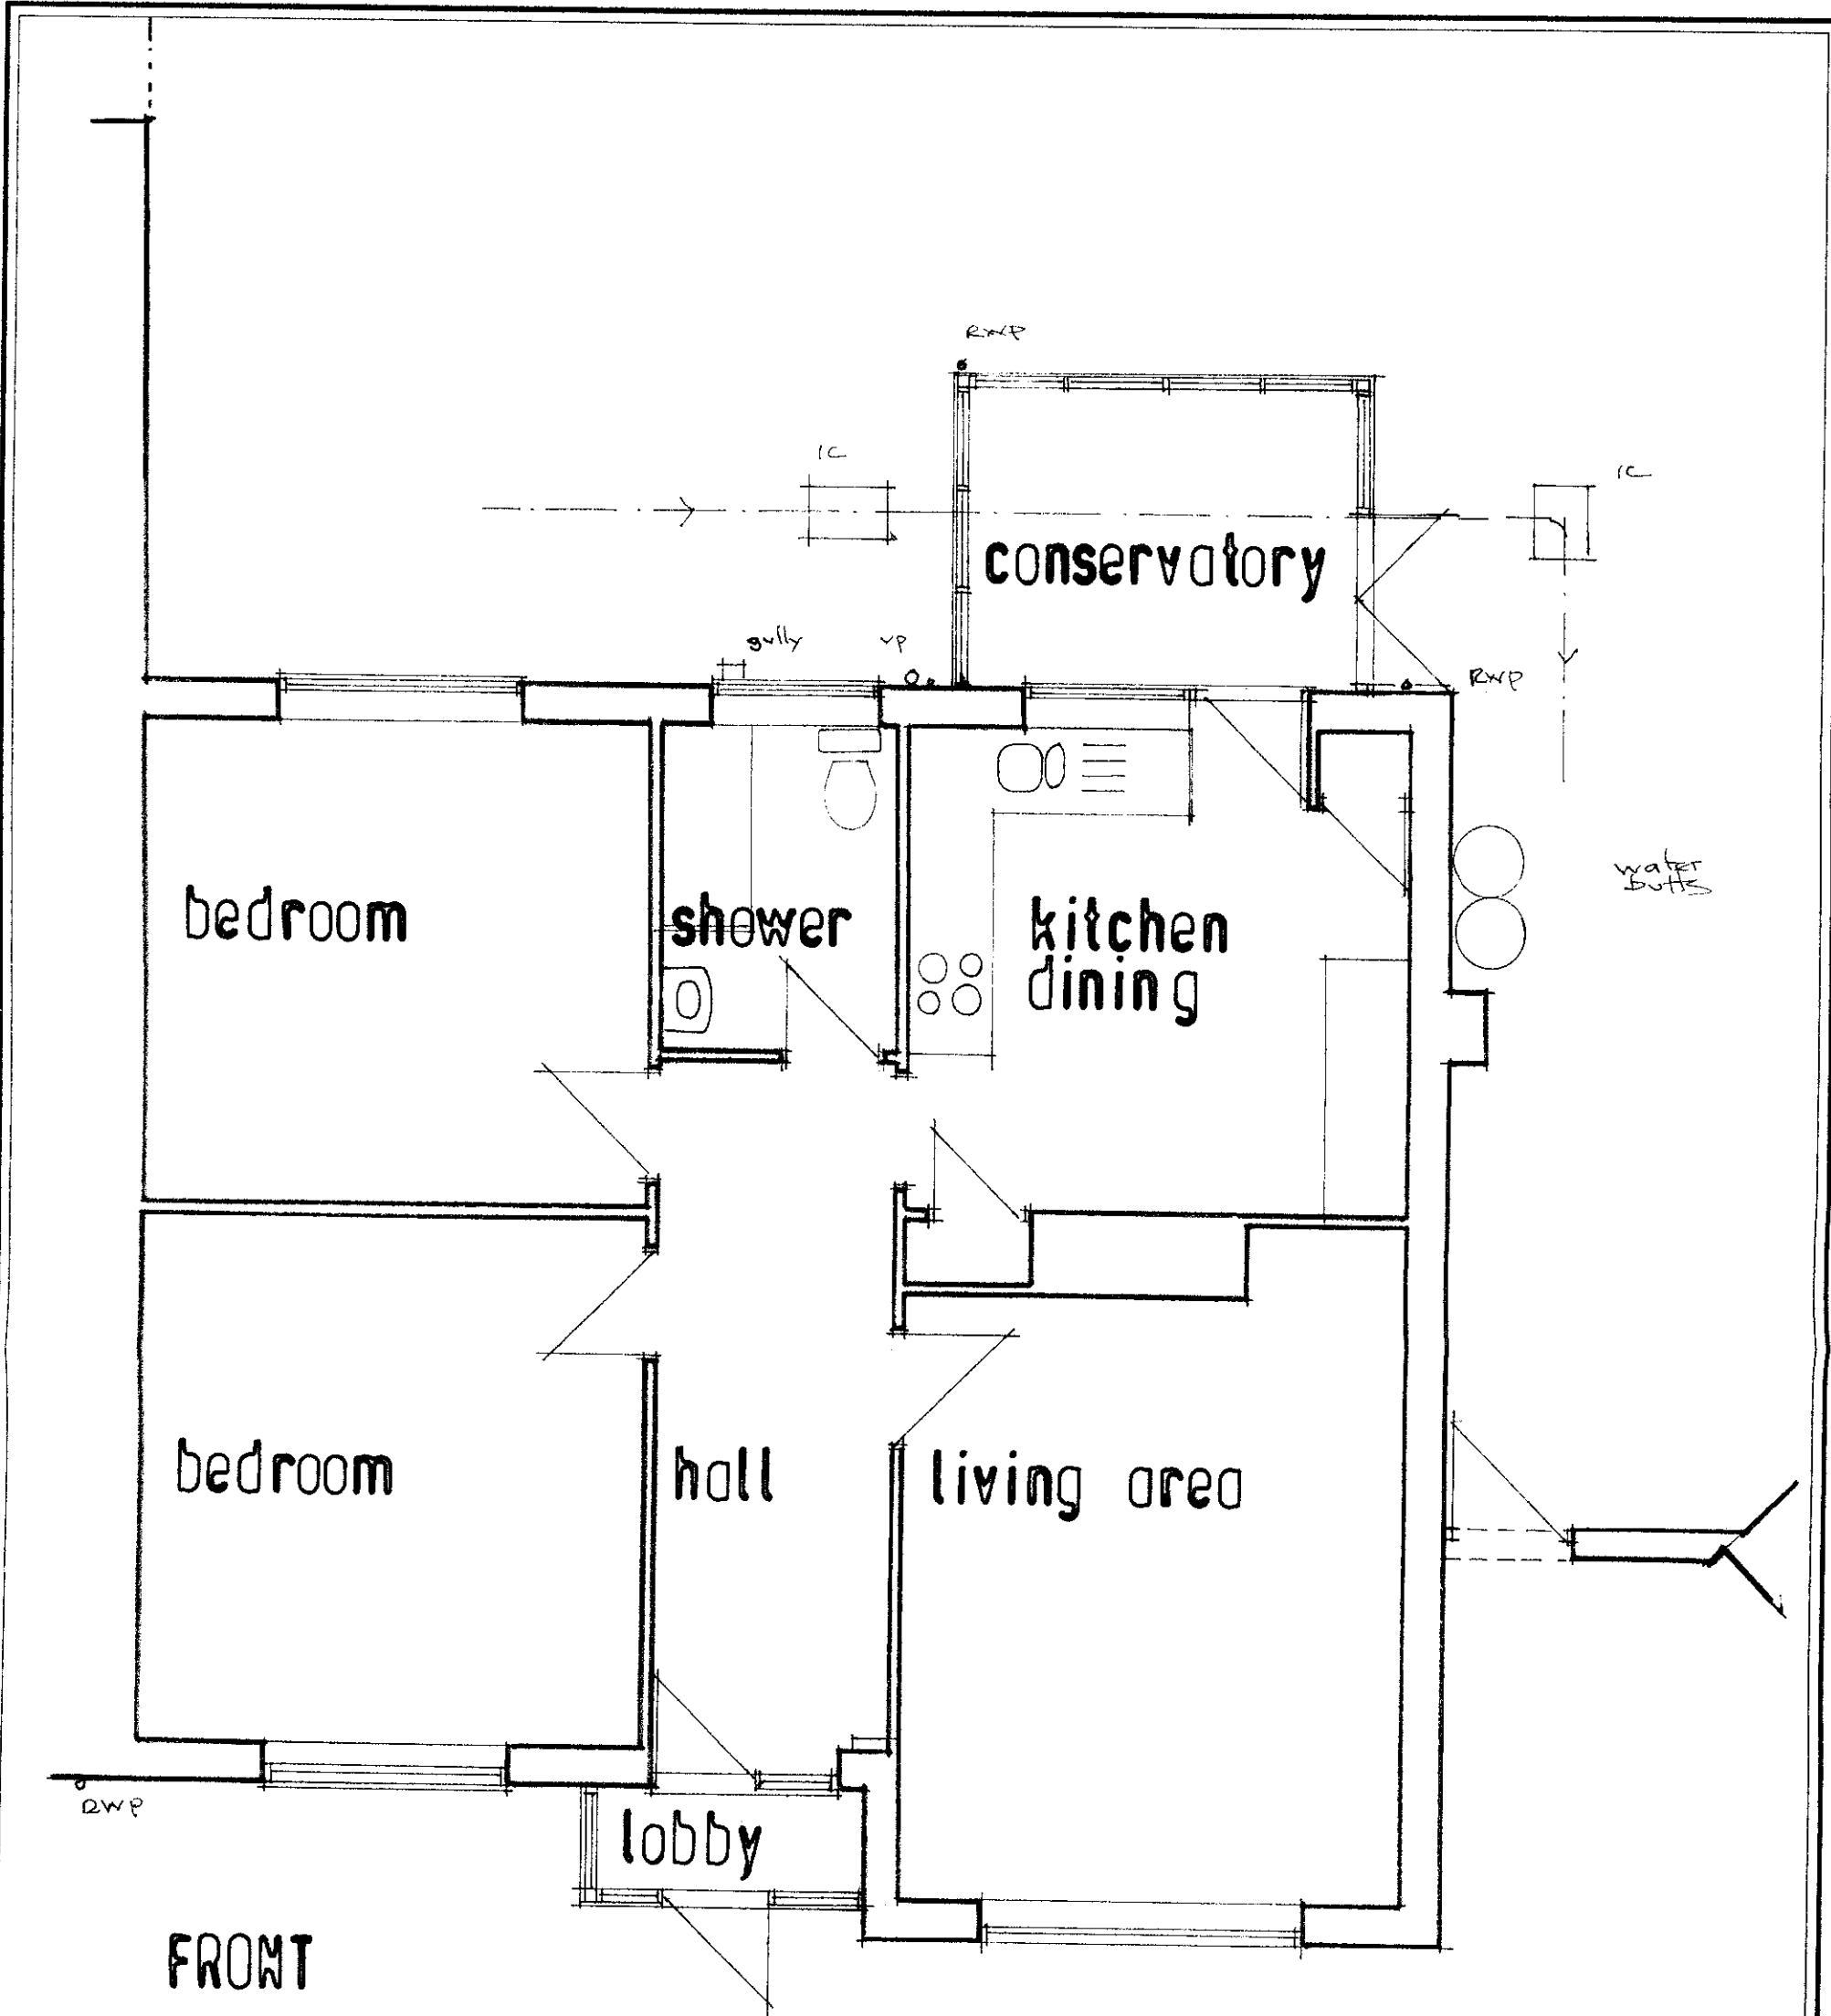 RWP
IC
IC
conservatory
gully
VP
RWP
water
butts
bedroom
shower
kitchen
dining
bedroom
hall
living area
RWP
lobby
FRONT